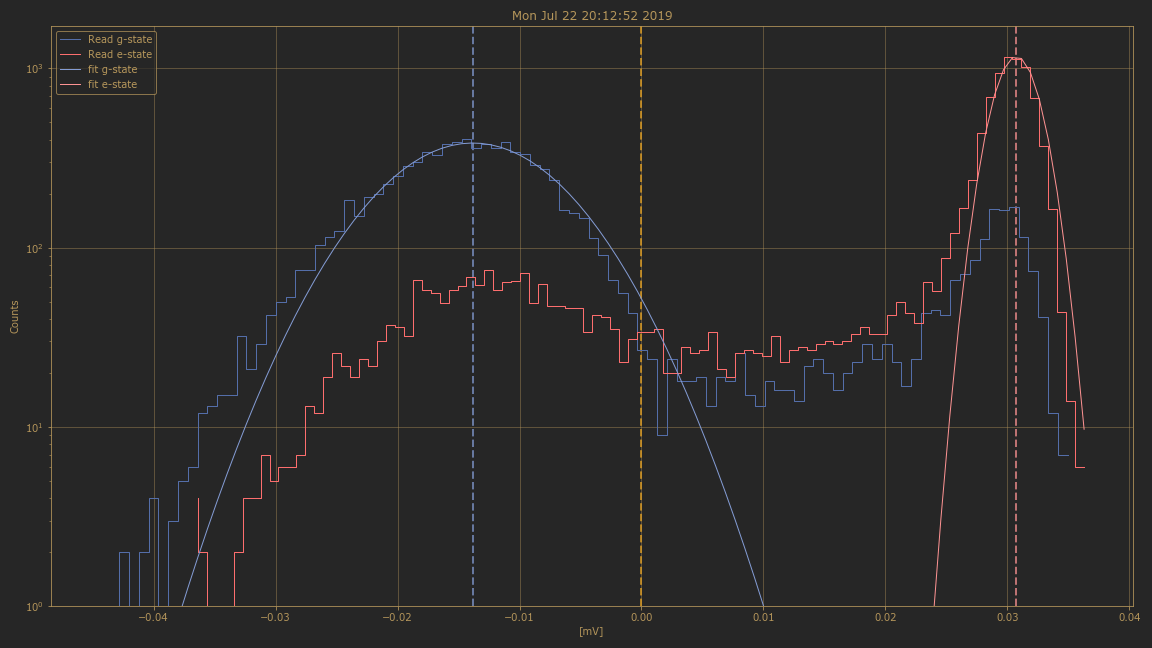 Mon Jul 22 20:12:52 2019
Read g-state
Read e-state
fit g-state
fit e-state
10³
10²
10¹
10⁰
Counts
−0.04 −0.03 −0.02 −0.01 0.00 0.01 0.02 0.03 0.04
[mV]